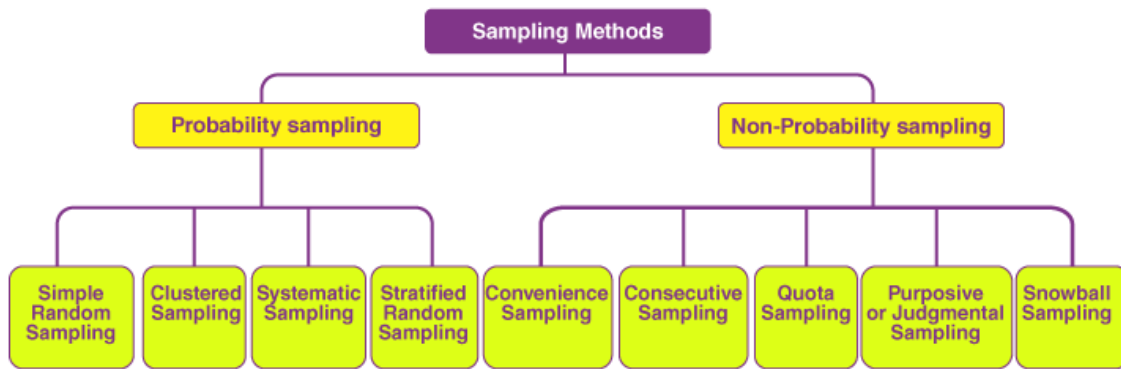 Sampling Methods
Probability sampling
Non-Probability sampling
Simple
Random
Sampling
Clustered
Sampling
Systematic
Sampling
Stratified
Random
Sampling
Convenience
Sampling
Consecutive
Sampling
Quota
Sampling
Purposive
or Judgmental
Sampling
Snowball
Sampling